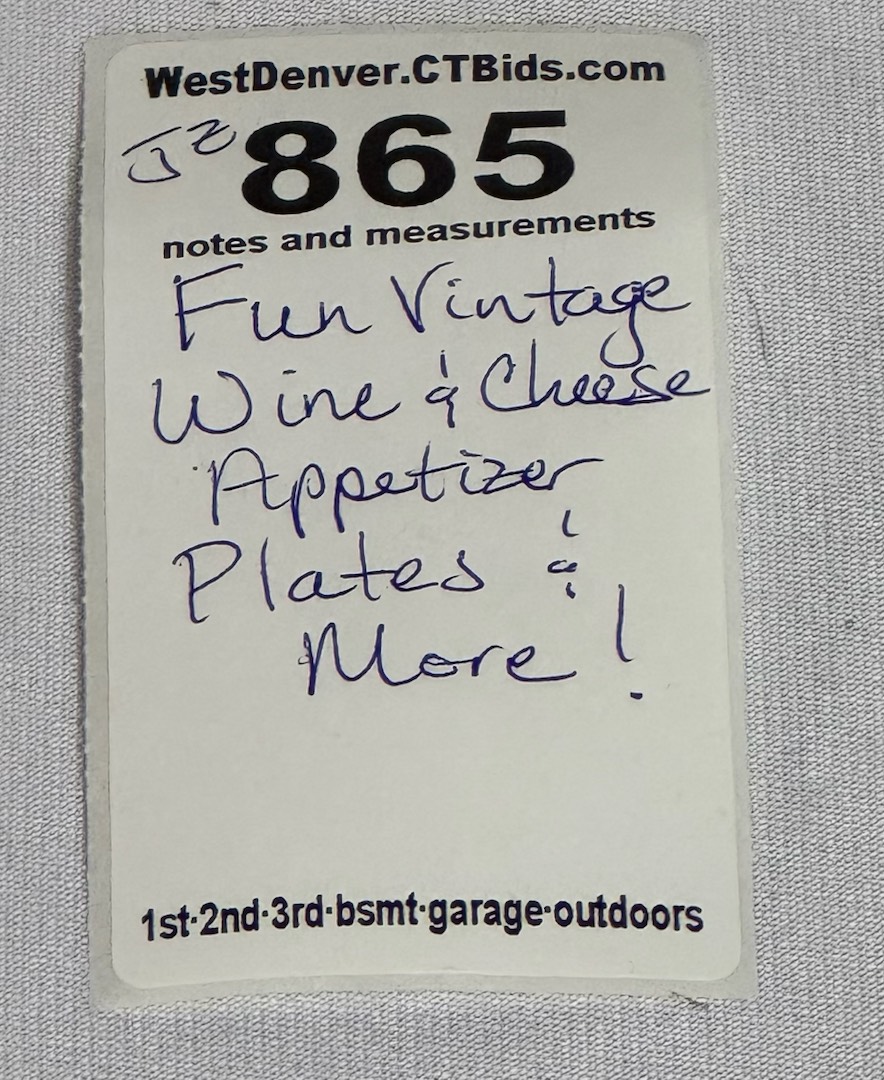 WestDenver.CTBids.com
JZ 865
notes and measurements
Fun Vintage
Wine & Cheese
Appetizer
Plates &
More!
1st·2nd·3rd·bsmt·garage·outdoors